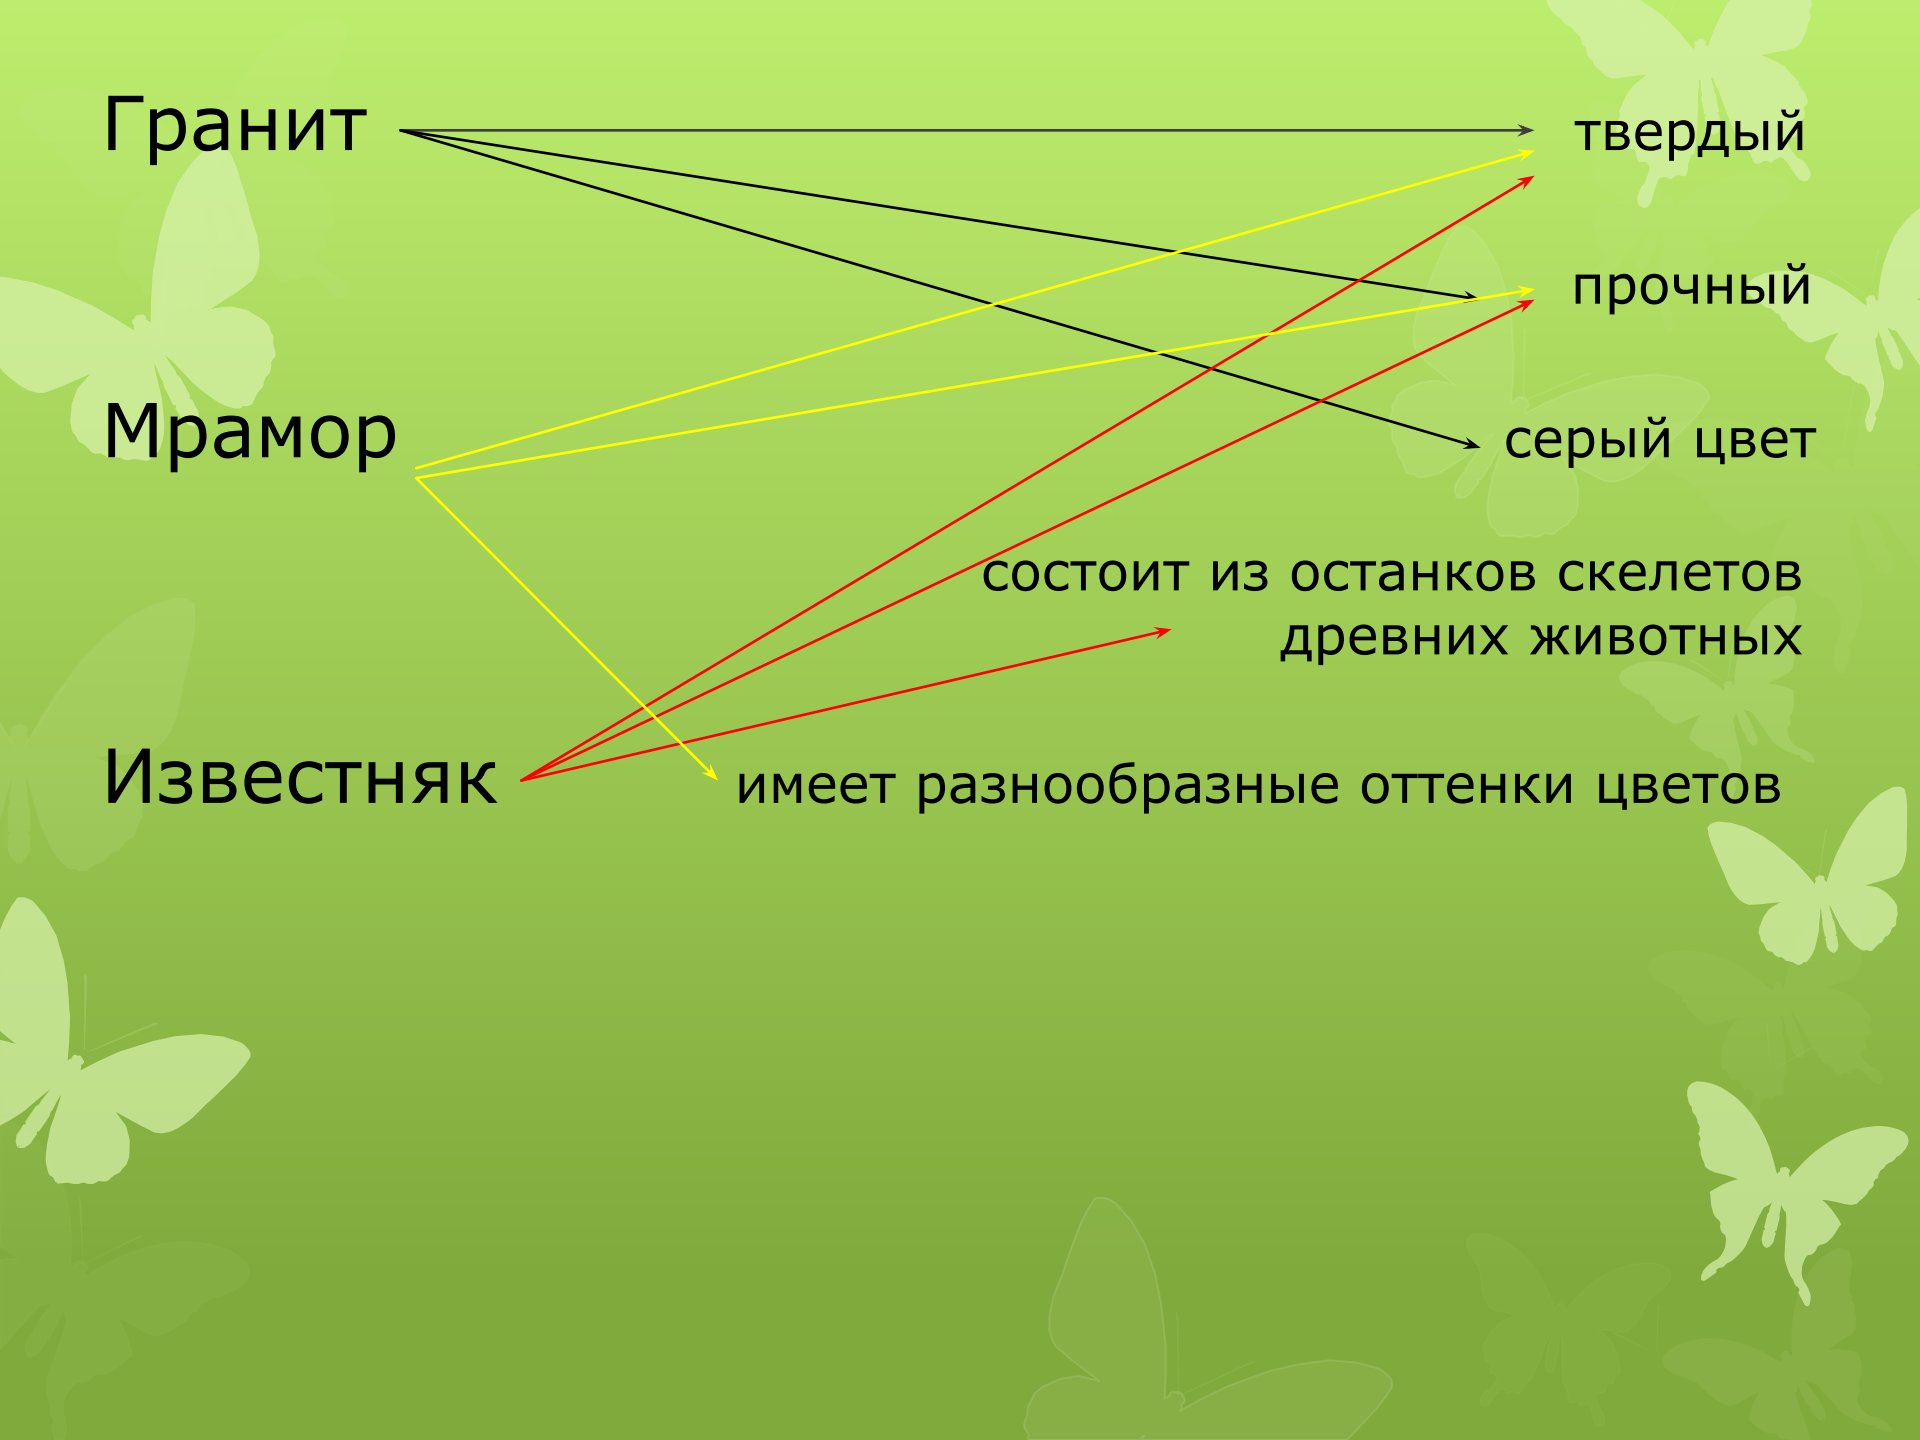 Гранит
твердый
прочный
Мрамор
серый цвет
состоит из останков скелетов
древних животных
Известняк
имеет разнообразные оттенки цветов